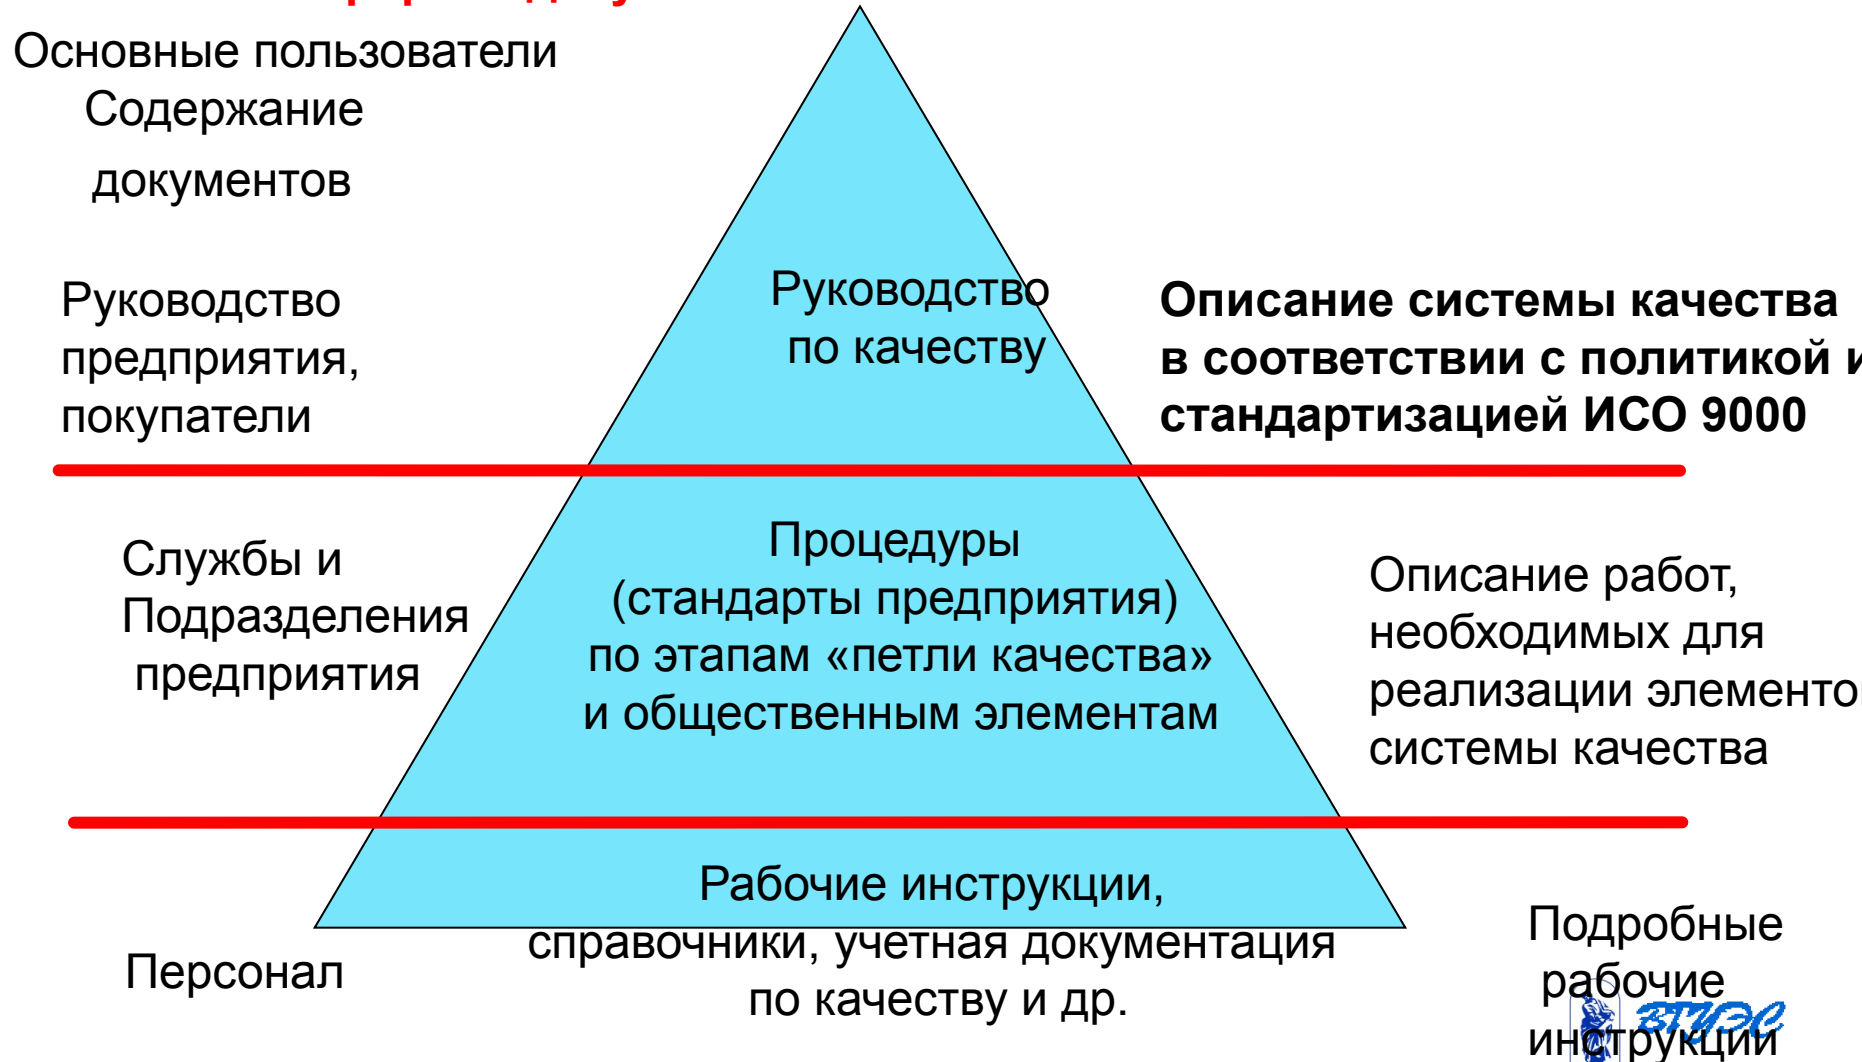 Основные пользователи
Содержание
документов
Руководство
предприятия,
покупатели
Руководство
по качеству
Описание системы качества
в соответствии с политикой и
стандартизацией ИСО 9000
Службы и
Подразделения
предприятия
Процедуры
(стандарты предприятия)
по этапам «петли качества»
и общественным элементам
Описание работ,
необходимых для
реализации элементов
системы качества
Персонал
Рабочие инструкции,
справочники, учетная документация
по качеству и др.
Подробные
рабочие
инструкции
ВГУЭС